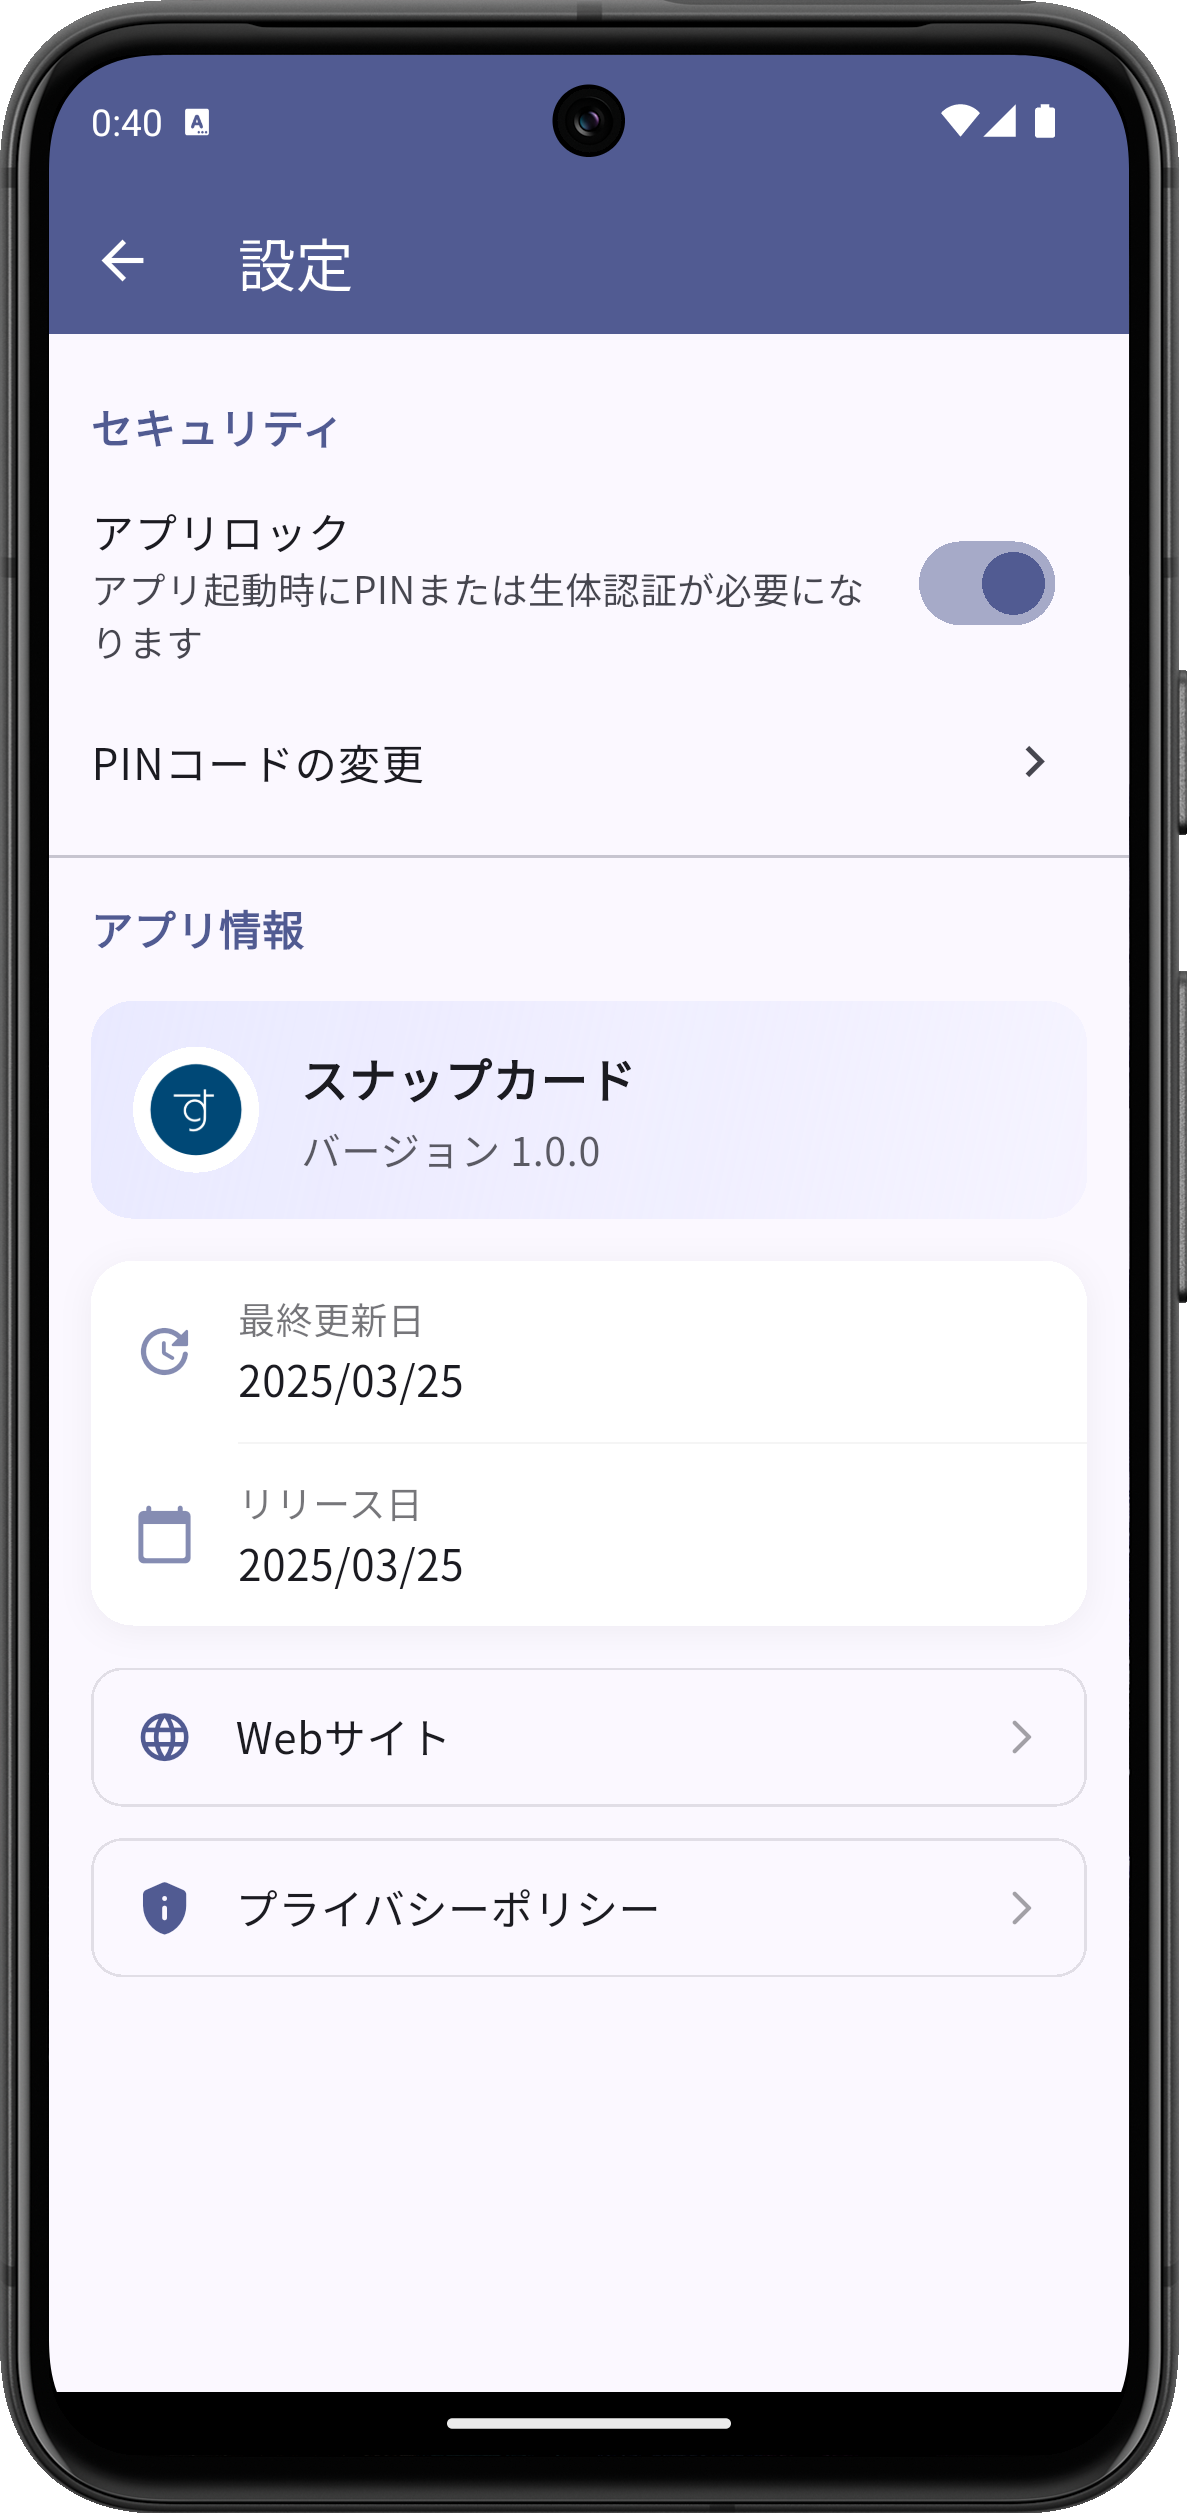 0:40
A
設定
セキュリティ
アプリロック
アプリ起動時にPINまたは生体認証が必要にな
ります
PINコードの変更
アプリ情報
す
スナップカード
バージョン 1.0.0
最終更新日
2025/03/25
リリース日
2025/03/25
Webサイト
プライバシーポリシー